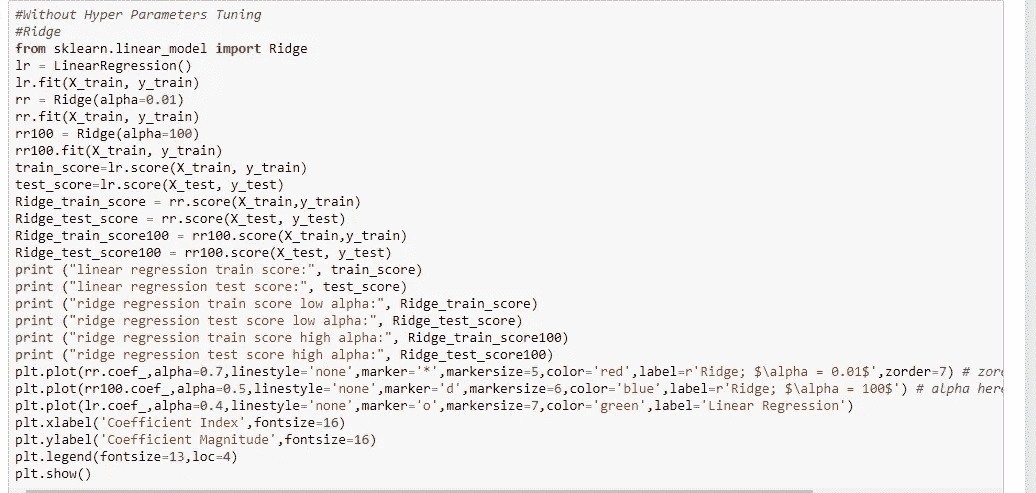 #Without Hyper Parameters Tuning
#Ridge
from sklearn.linear_model import Ridge
lr = LinearRegression()
lr.fit(X_train, y_train)
rr = Ridge(alpha=0.01)
rr.fit(X_train, y_train)
rr100 = Ridge(alpha=100)
rr100.fit(X_train, y_train)
train_score=lr.score(X_train, y_train)
test_score=lr.score(X_test, y_test)
Ridge_train_score = rr.score(X_train,y_train)
Ridge_test_score = rr.score(X_test, y_test)
Ridge_train_score100 = rr100.score(X_train,y_train)
Ridge_test_score100 = rr100.score(X_test, y_test)
print ("linear regression train score:", train_score)
print ("linear regression test score:", test_score)
print ("ridge regression train score low alpha:", Ridge_train_score)
print ("ridge regression test score low alpha:", Ridge_test_score)
print ("ridge regression train score high alpha:", Ridge_train_score100)
print ("ridge regression test score high alpha:", Ridge_test_score100)
plt.plot(rr.coef_,alpha=0.7,linestyle='none',marker='*',markersize=5,color='red',label=r'Ridge; $\alpha = 0.01$',zorder=7) # zor
plt.plot(rr100.coef_,alpha=0.5,linestyle='none',marker='d',markersize=6,color='blue',label=r'Ridge; $\alpha = 100$') # alpha her
plt.plot(lr.coef_,alpha=0.4,linestyle='none',marker='o',markersize=7,color='green',label='Linear Regression')
plt.xlabel('Coefficient Index',fontsize=16)
plt.ylabel('Coefficient Magnitude',fontsize=16)
plt.legend(fontsize=13,loc=4)
plt.show()